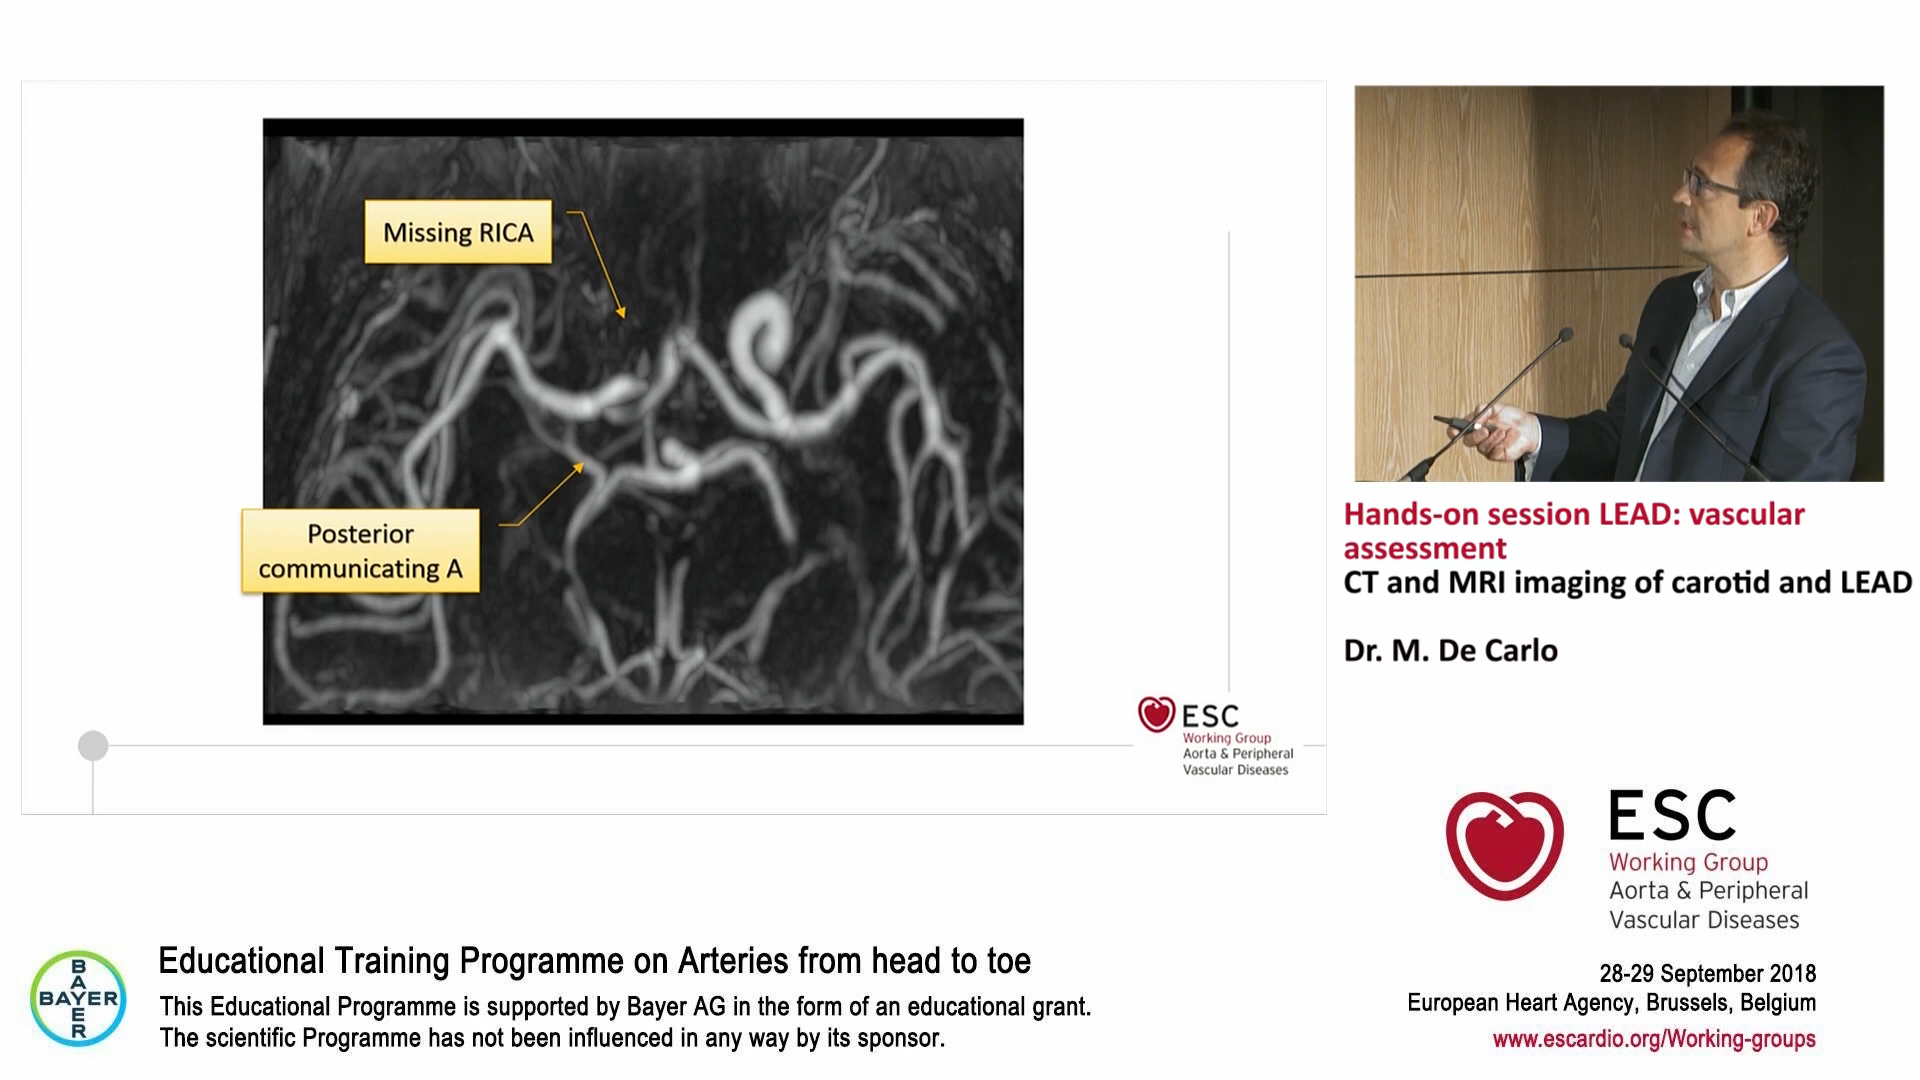 Missing RICA
Posterior
communicating A
ESC
Working Group
Aorta & Peripheral
Vascular Diseases
Hands-on session LEAD: vascular
assessment
CT and MRI imaging of carotid and LEAD
Dr. M. De Carlo
ESC
Working Group
Aorta & Peripheral
Vascular Diseases
28-29 September 2018
European Heart Agency, Brussels, Belgium
www.escardio.org/Working-groups
BAYER
BAYER
Educational Training Programme on Arteries from head to toe
This Educational Programme is supported by Bayer AG in the form of an educational grant.
The scientific Programme has not been influenced in any way by its sponsor.